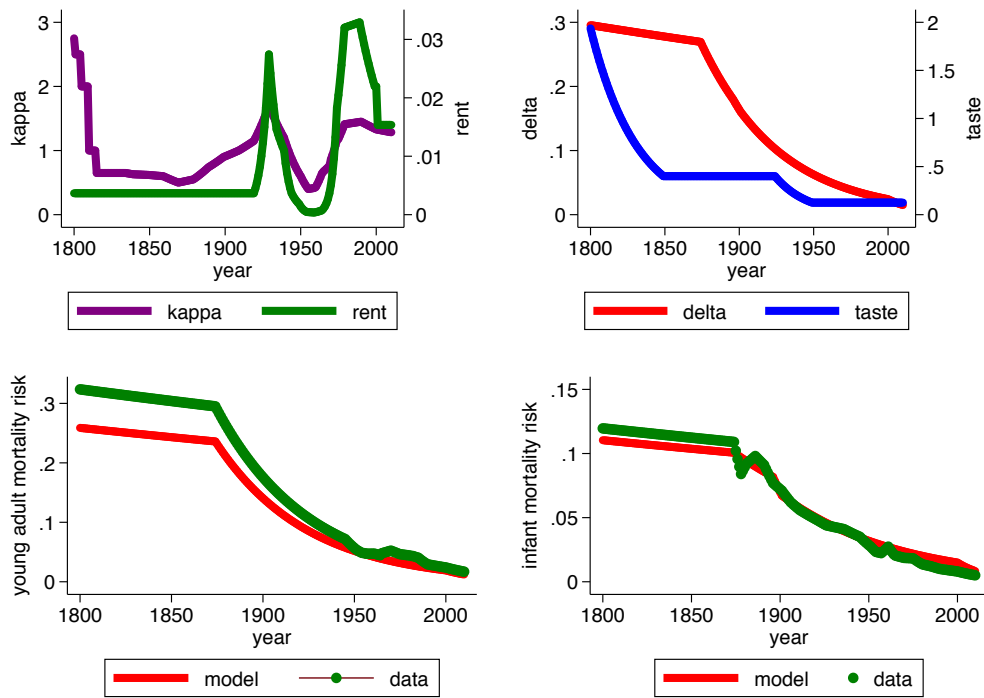 kappa
0
1
2
3
rent
0
.01
.02
.03
1800
1850
1900
1950
2000
year
kappa
rent
delta
0
.1
.2
.3
taste
0
.5
1
1.5
2
1800
1850
1900
1950
2000
year
delta
taste
young adult mortality risk
0
.1
.2
.3
1800
1850
1900
1950
2000
year
model
data
infant mortality risk
0
.05
.1
.15
1800
1850
1900
1950
2000
year
model
data